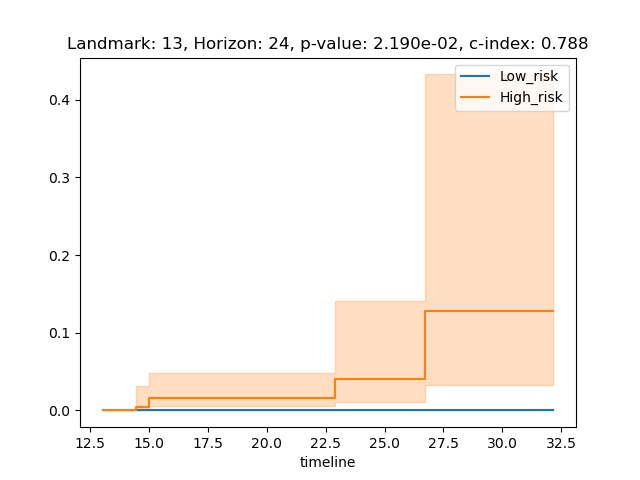 Landmark: 13, Horizon: 24, p-value: 2.190e-02, c-index: 0.788
Low_risk
High_risk
0.4
0.3
0.2
0.1
0.0
12.5 15.0 17.5 20.0 22.5 25.0 27.5 30.0 32.5
timeline